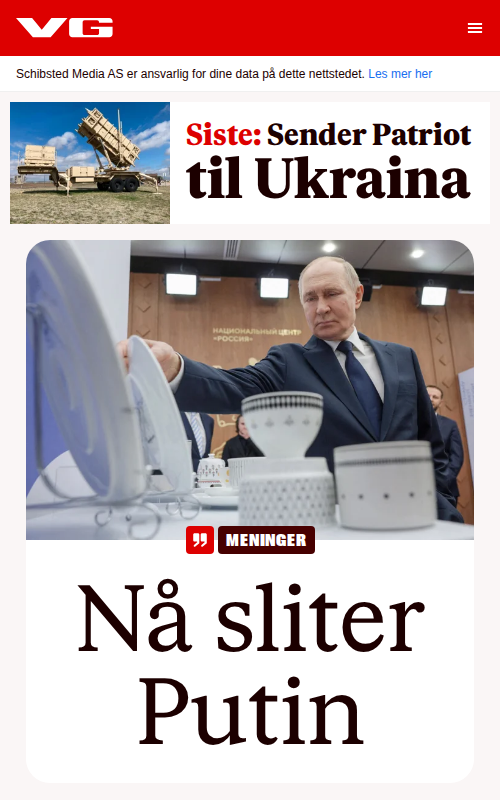 VG
Schibsted Media AS er ansvarlig for dine data på dette nettstedet. Les mer her
Siste: Sender Patriot
til Ukraina
НАЦИОНАЛЬНЫЙ ЦЕНТР
«РОССИЯ»
MENINGER
Nå sliter
Putin